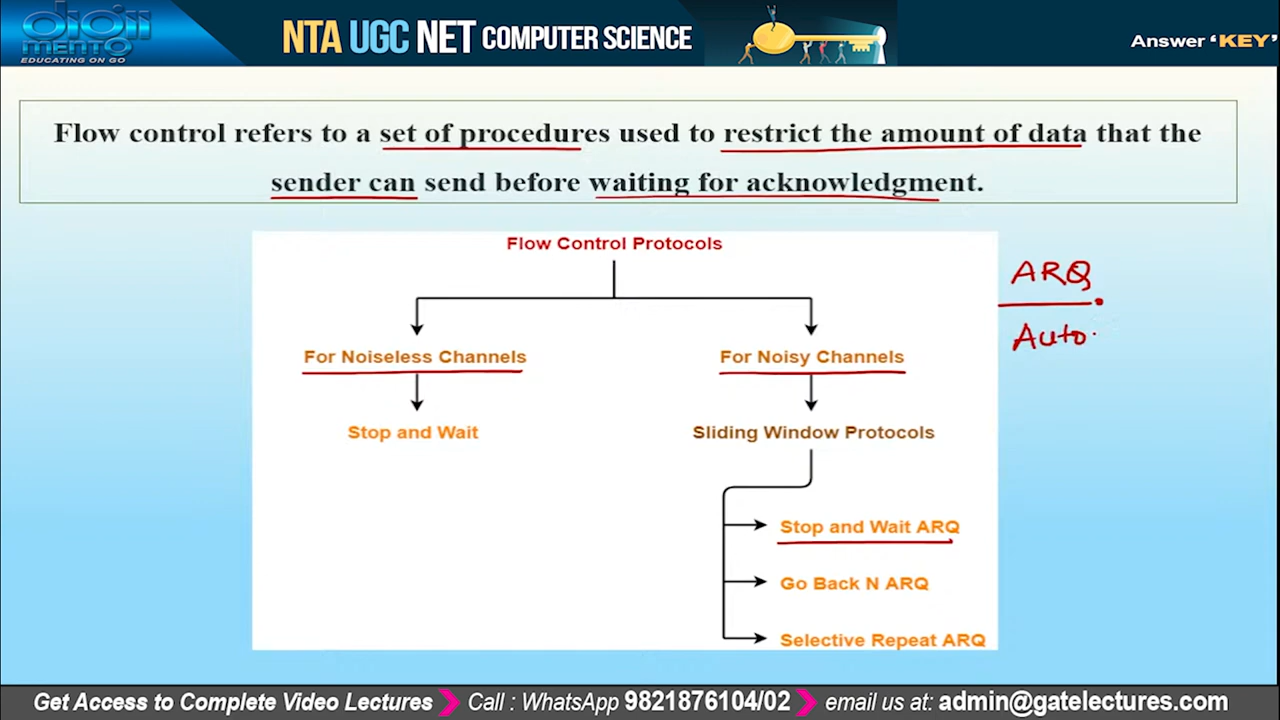 digiimento
EDUCATING ON GO
NTA UGC NET COMPUTER SCIENCE
Answer ‘KEY’
Flow control refers to a set of procedures used to restrict the amount of data that the
sender can send before waiting for acknowledgment.
Flow Control Protocols
For Noiseless Channels
For Noisy Channels
Stop and Wait
Sliding Window Protocols
Stop and Wait ARQ
Go Back N ARQ
Selective Repeat ARQ
ARQ
Auto
Get Access to Complete Video Lectures Call : WhatsApp 9821876104/02 email us at: admin@gatelectures.com